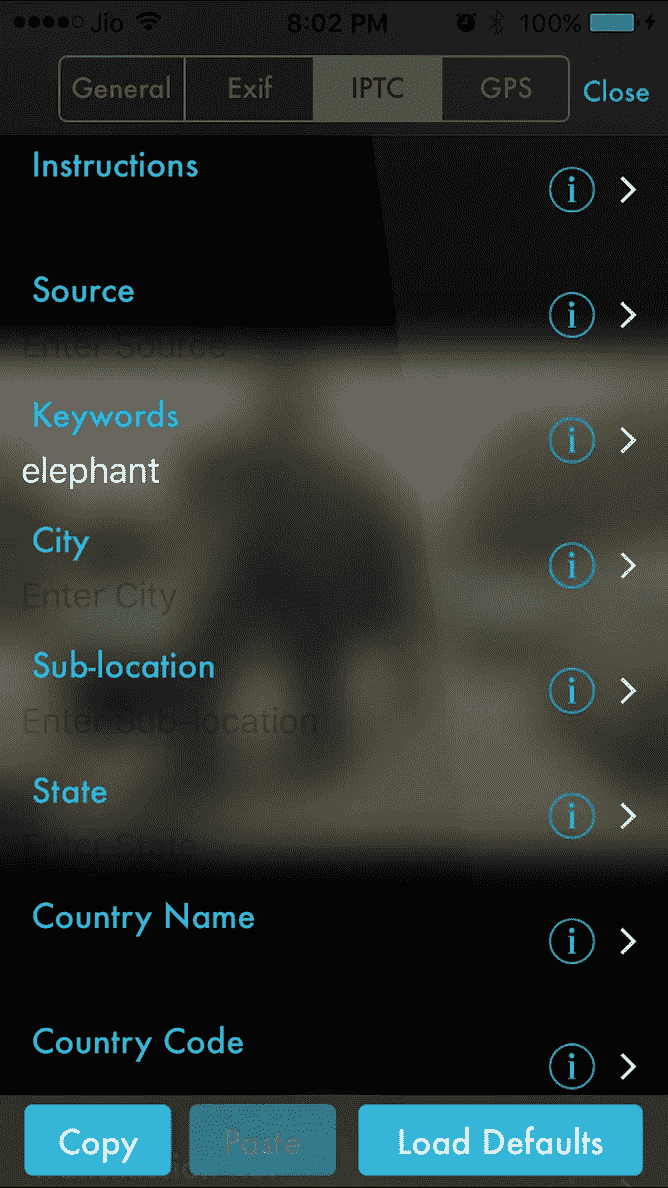 Jio 8:02 PM 100%
General Exif IPTC GPS Close
Instructions
Source
Enter Source
Keywords
elephant
City
Enter City
Sub-location
Enter Sub-location
State
Enter State
Country Name
Country Code
Copy Paste Load Defaults